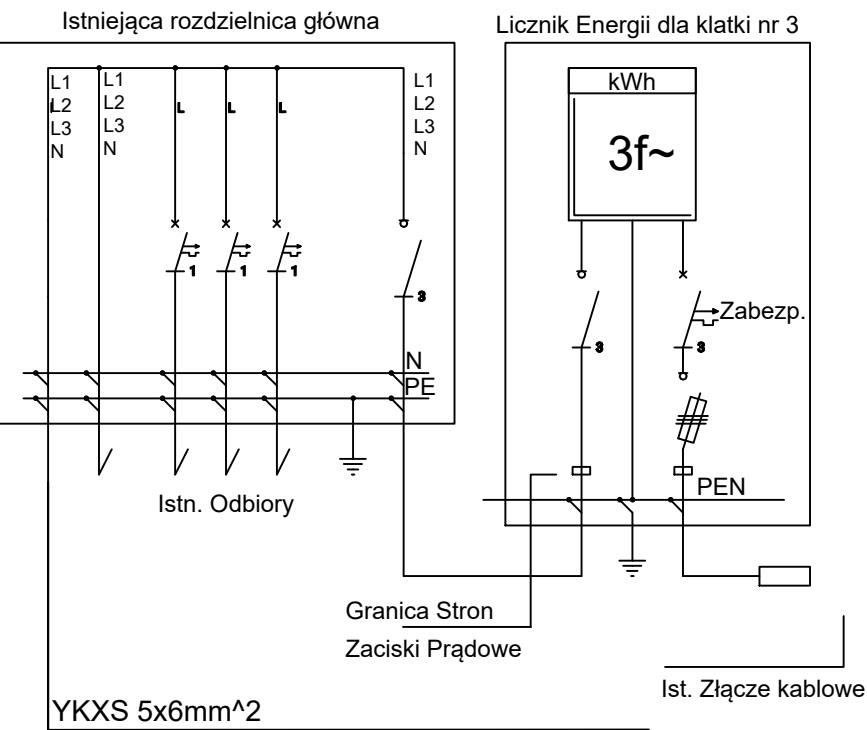 Istniejąca rozdzielnica główna
Licznik Energii dla klatki nr 3
L1
L2
L3
N
L1
L2
L3
N
L
L
L
L1
L2
L3
N
kWh
3f~
1
1
1
3
3
3
Zabezp.
N
PE
PEN
Istn. Odbiory
Granica Stron
Zaciski Prądowe
Ist. Złącze kablowe
YKXS 5x6mm^2